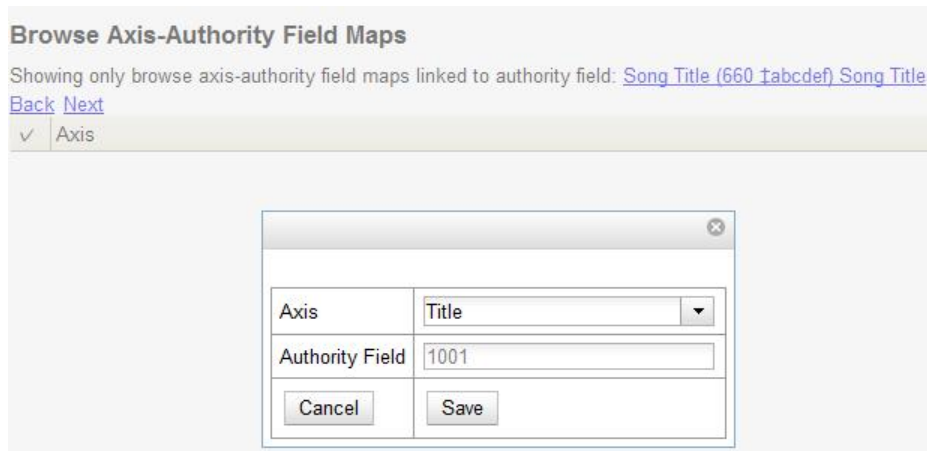 Browse Axis-Authority Field Maps
Showing only browse axis-authority field maps linked to authority field: Song Title (660 ‡abcdef) Song Title
Back Next
✓ Axis
Axis Title
Authority Field 1001
Cancel Save